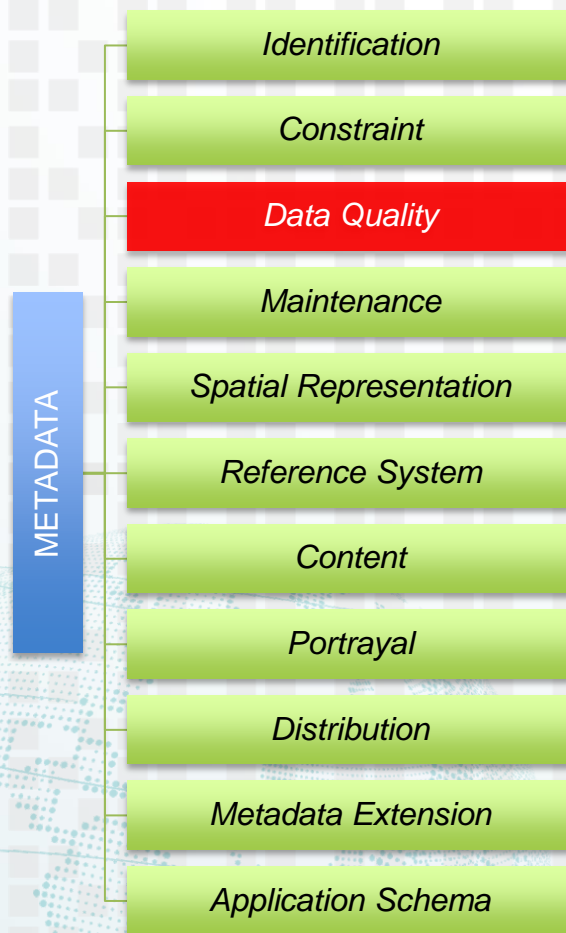 METADATA
Identification
Constraint
Data Quality
Maintenance
Spatial Representation
Reference System
Content
Portrayal
Distribution
Metadata Extension
Application Schema